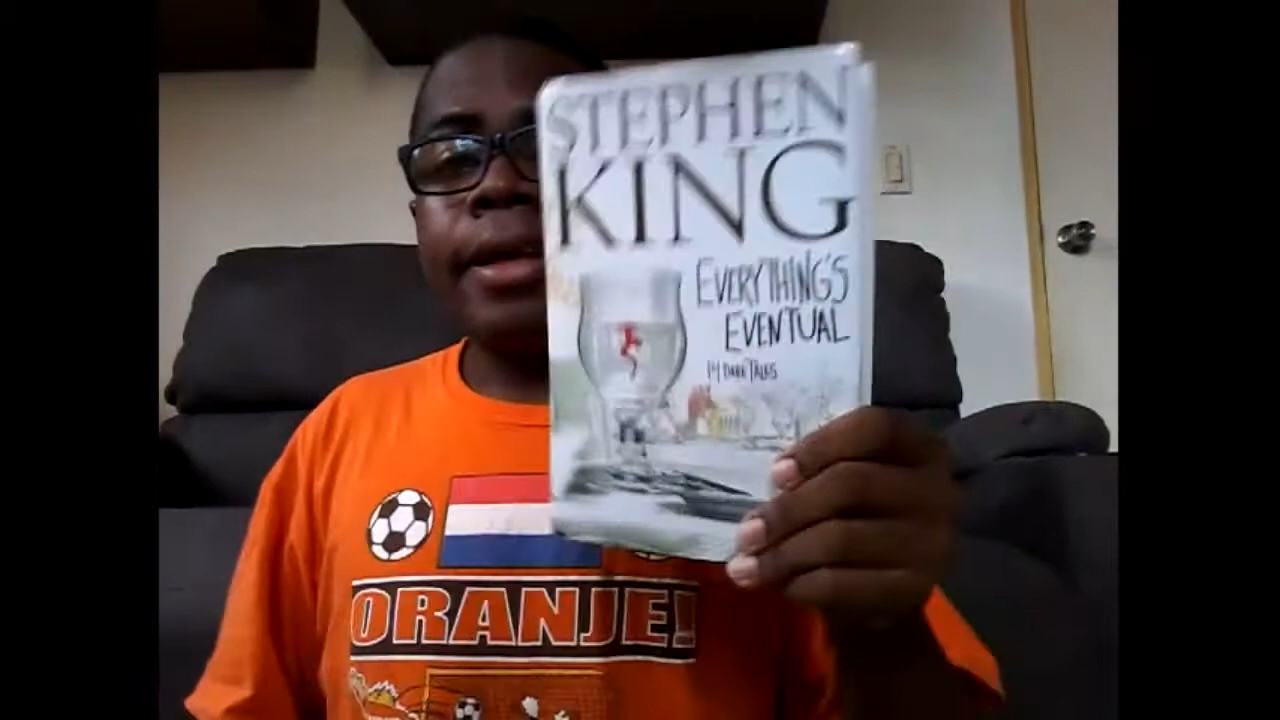 STEPHEN
KING
EVERYTHING'S
EVENTUAL
14 DARK TALES
ORANJE!